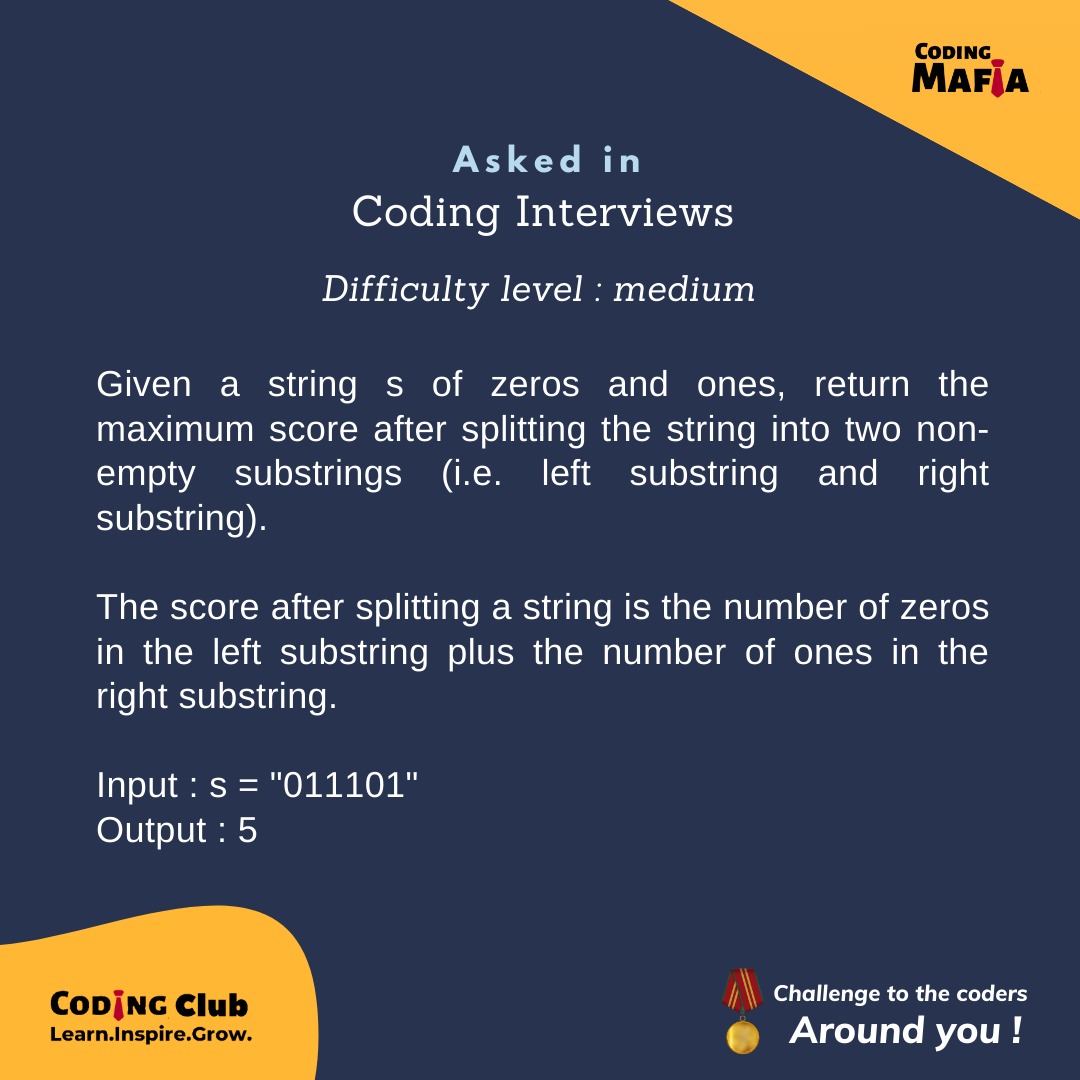 CODING
MAFIA
Asked in
Coding Interviews
Difficulty level : medium
Given a string s of zeros and ones, return the
maximum score after splitting the string into two non-
empty substrings (i.e. left substring and right
substring).
The score after splitting a string is the number of zeros
in the left substring plus the number of ones in the
right substring.
Input : s = "011101"
Output : 5
CODING Club
Learn.Inspire.Grow.
Challenge to the coders
Around you !